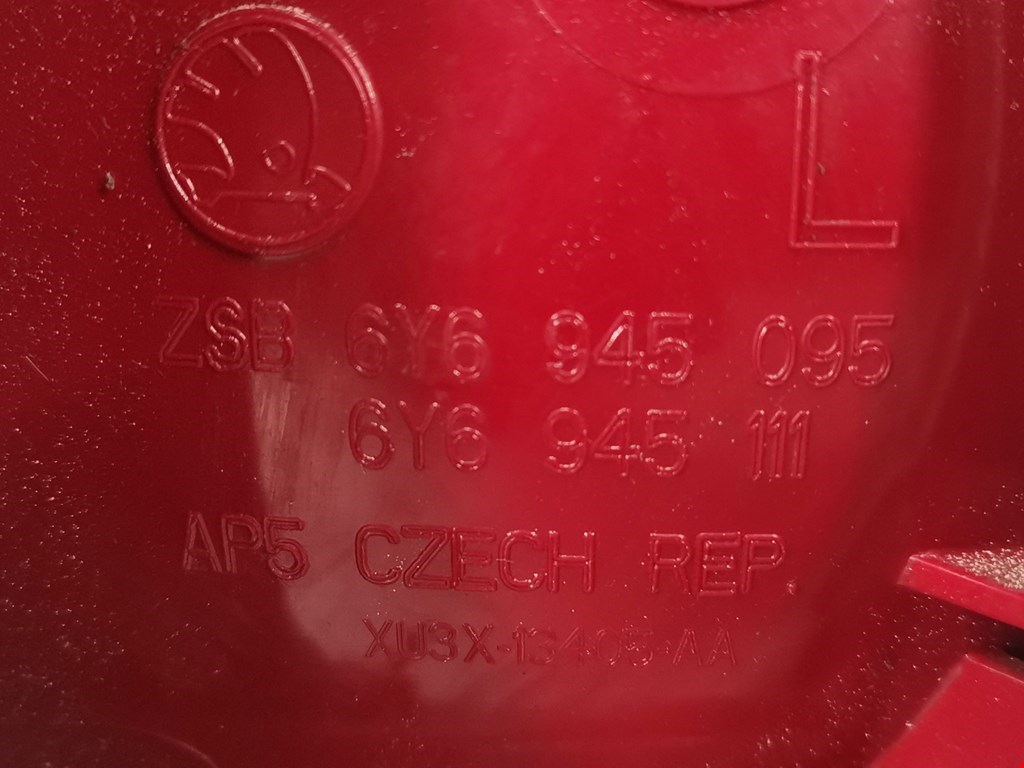 L
ZSB 6Y6 945 095
6Y6 945 111
AP5 CZECH REP.
XU3X-13405-AA